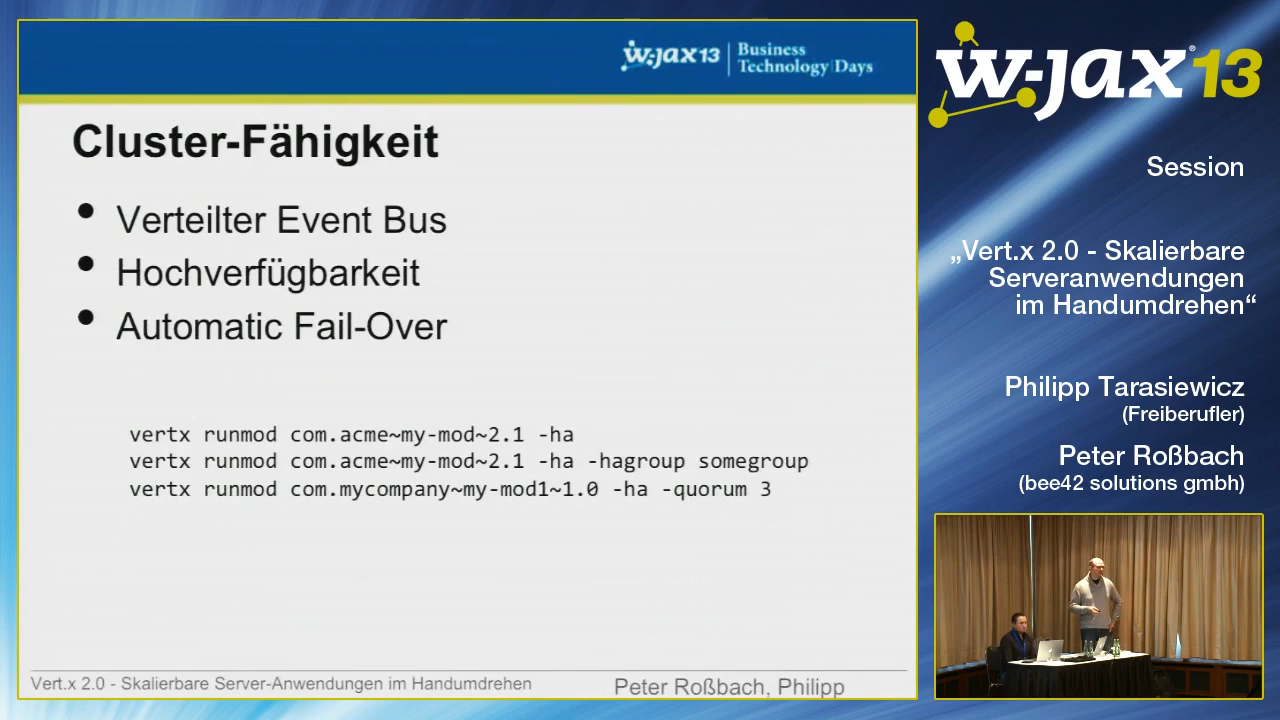 w-jax 13
Business
Technology Days
Cluster-Fähigkeit
• Verteilter Event Bus
• Hochverfügbarkeit
• Automatic Fail-Over
vertx runmod com.acme~my-mod~2.1 -ha
vertx runmod com.acme~my-mod~2.1 -ha -hagroup somegroup
vertx runmod com.mycompany~my-mod1~1.0 -ha -quorum 3
Vert.x 2.0 - Skalierbare Server-Anwendungen im Handumdrehen
Peter Roßbach, Philipp
w-jax® 13
Session
„Vert.x 2.0 - Skalierbare
Serveranwendungen
im Handumdrehen“
Philipp Tarasiewicz
(Freiberufler)
Peter Roßbach
(bee42 solutions gmbh)